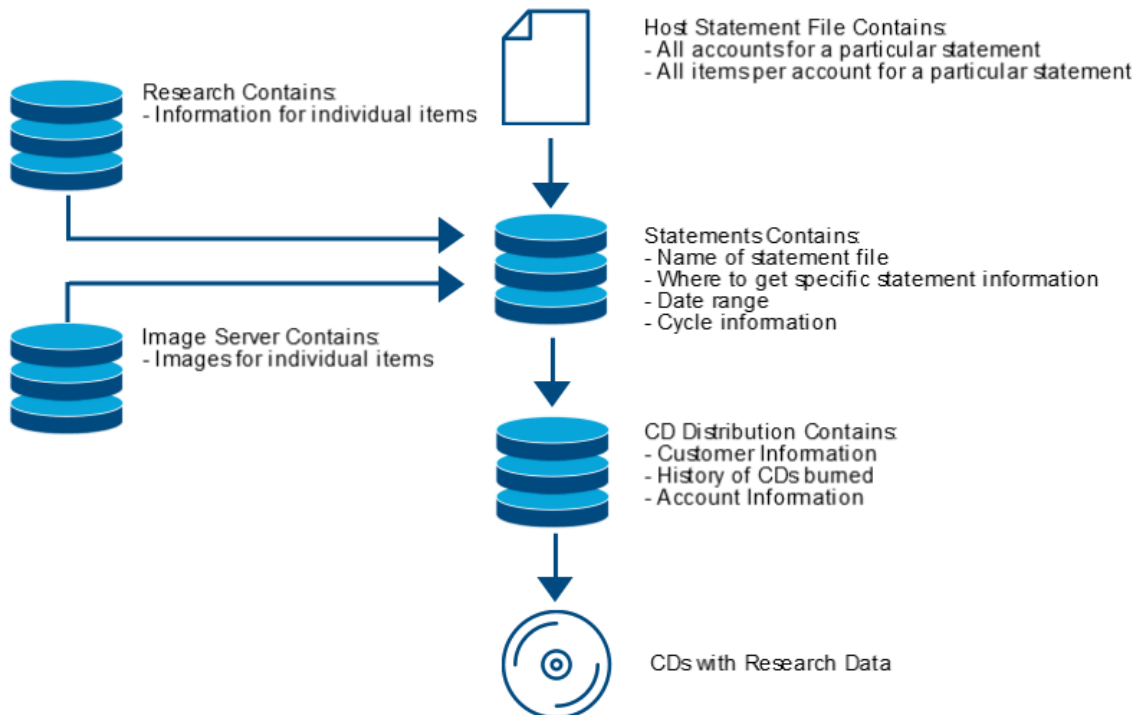 Host Statement File Contains:
- All accounts for a particular statement
- All items per account for a particular statement
Research Contains:
- Information for individual items
Statements Contains:
- Name of statement file
- Where to get specific statement information
- Date range
- Cycle information
Image Server Contains:
- Images for individual items
CD Distribution Contains:
- Customer Information
- History of CDs burned
- Account Information
CDs with Research Data